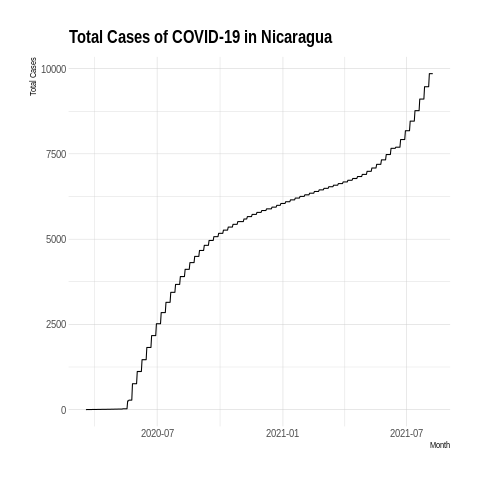 Total Cases of COVID-19 in Nicaragua
Total Cases
10000
7500
5000
2500
0
2020-07
2021-01
2021-07
Month